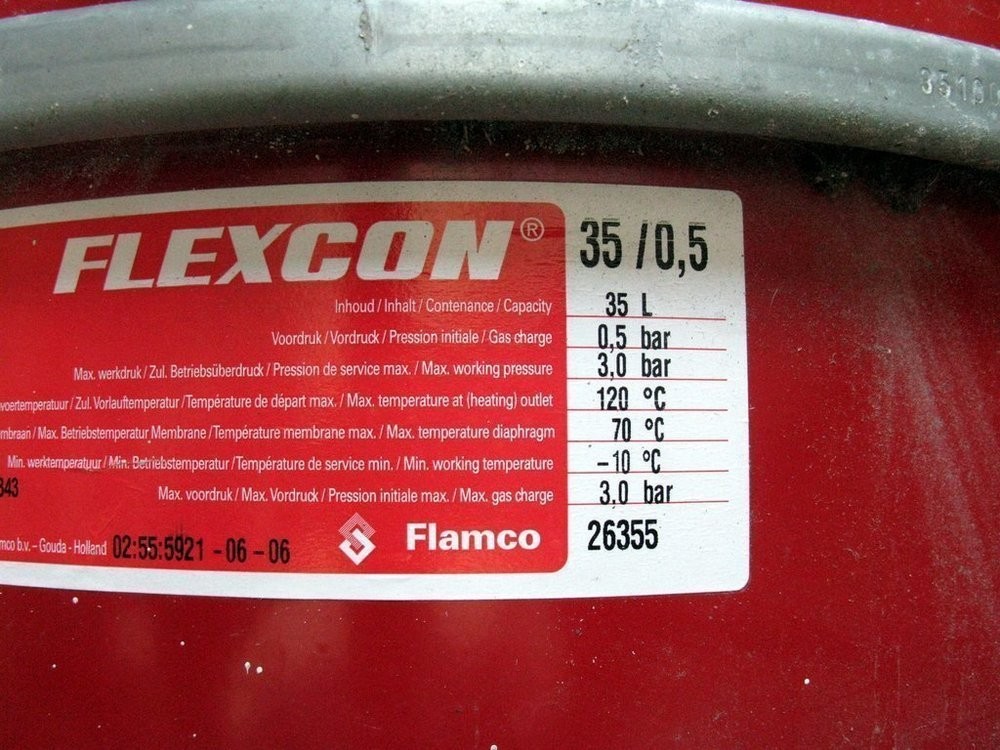 35160
FLEXCON® 35/0,5
Inhoud / Inhalt / Contenance / Capacity 35 L
Voordruk / Vordruck / Pression initiale / Gas charge 0,5 bar
Max. werkdruk / Zul. Betriebsüberdruck / Pression de service max. / Max. working pressure 3,0 bar
voertemperatuur / Zul. Vorlauftemperatur / Température de départ max. / Max. temperature at (heating) outlet 120 °C
mbraan / Max. Betriebstemperatur Membrane / Température membrane max. / Max. temperature diaphragm 70 °C
Min. werktemperatuur / Min. Betriebstemperatur / Température de service min. / Min. working temperature -10 °C
343
Max. voordruk / Max. Vordruck / Pression initiale max. / Max. gas charge 3.0 bar
mco b.v. – Gouda - Holland 02:55:5921 -06-06 Flamco 26355